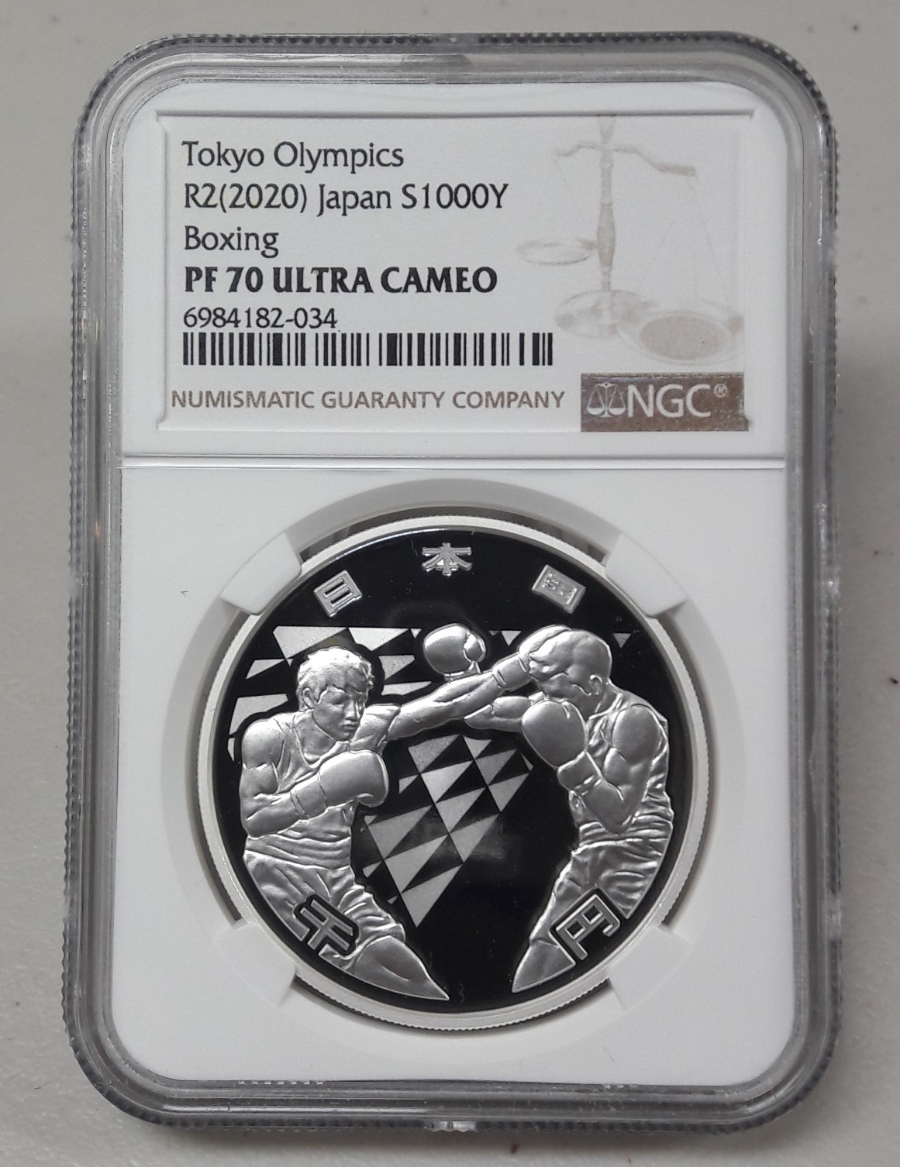 Tokyo Olympics
R2(2020) Japan S1000Y
Boxing
PF 70 ULTRA CAMEO
6984182-034
NUMISMATIC GUARANTY COMPANY NGC®
日本国
千円